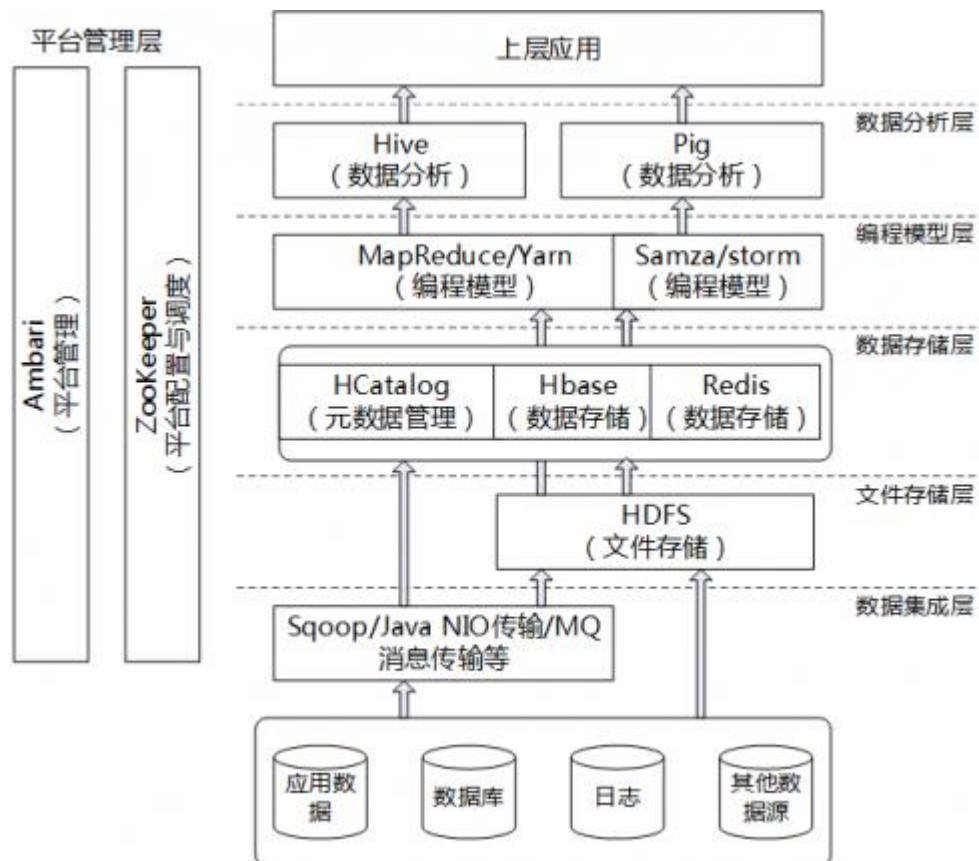 平台管理层
上层应用
数据分析层
Hive
（数据分析）
Pig
（数据分析）
编程模型层
MapReduce/Yarn
（编程模型）
Samza/storm
（编程模型）
Ambari
（平台管理）
ZooKeeper
（平台配置与调度）
数据存储层
HCatalog
（元数据管理）
Hbase
（数据存储）
Redis
（数据存储）
文件存储层
HDFS
（文件存储）
数据集成层
Sqoop/Java NIO传输/MQ
消息传输等
应用数
据
数据库
日志
其他数
据源